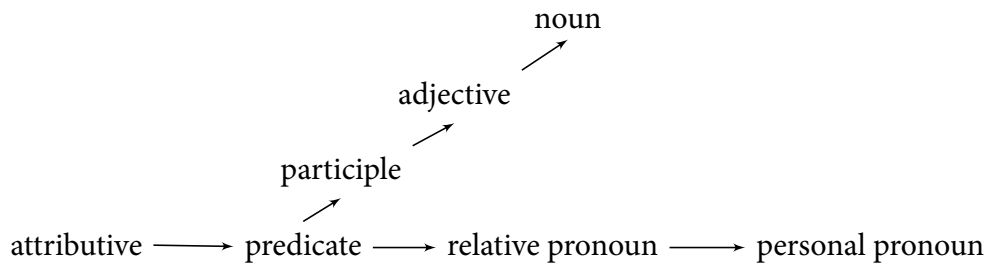 noun
adjective
participle
attributive predicate relative pronoun personal pronoun